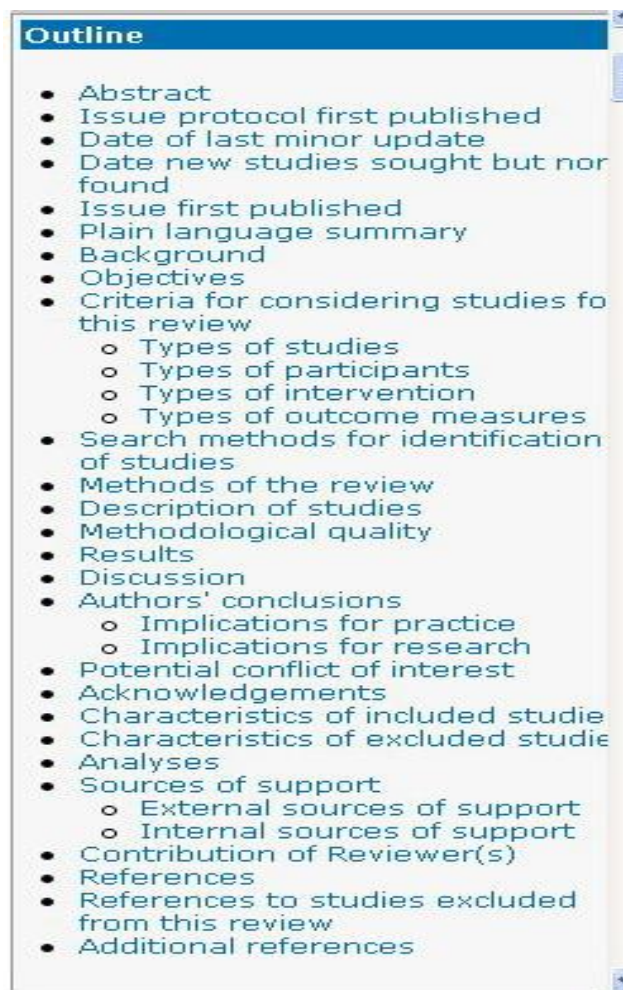 Outline
Abstract
Issue protocol first published
Date of last minor update
Date new studies sought but non
found
Issue first published
Plain language summary
Background
Objectives
Criteria for considering studies fo
this review
Types of studies
Types of participants
Types of intervention
Types of outcome measures
Search methods for identification
of studies
Methods of the review
Description of studies
Methodological quality
Results
Discussion
Authors' conclusions
Implications for practice
Implications for research
Potential conflict of interest
Acknowledgements
Characteristics of included studie
Characteristics of excluded studie
Analyses
Sources of support
External sources of support
Internal sources of support
Contribution of Reviewer(s)
References
References to studies excluded
from this review
Additional references